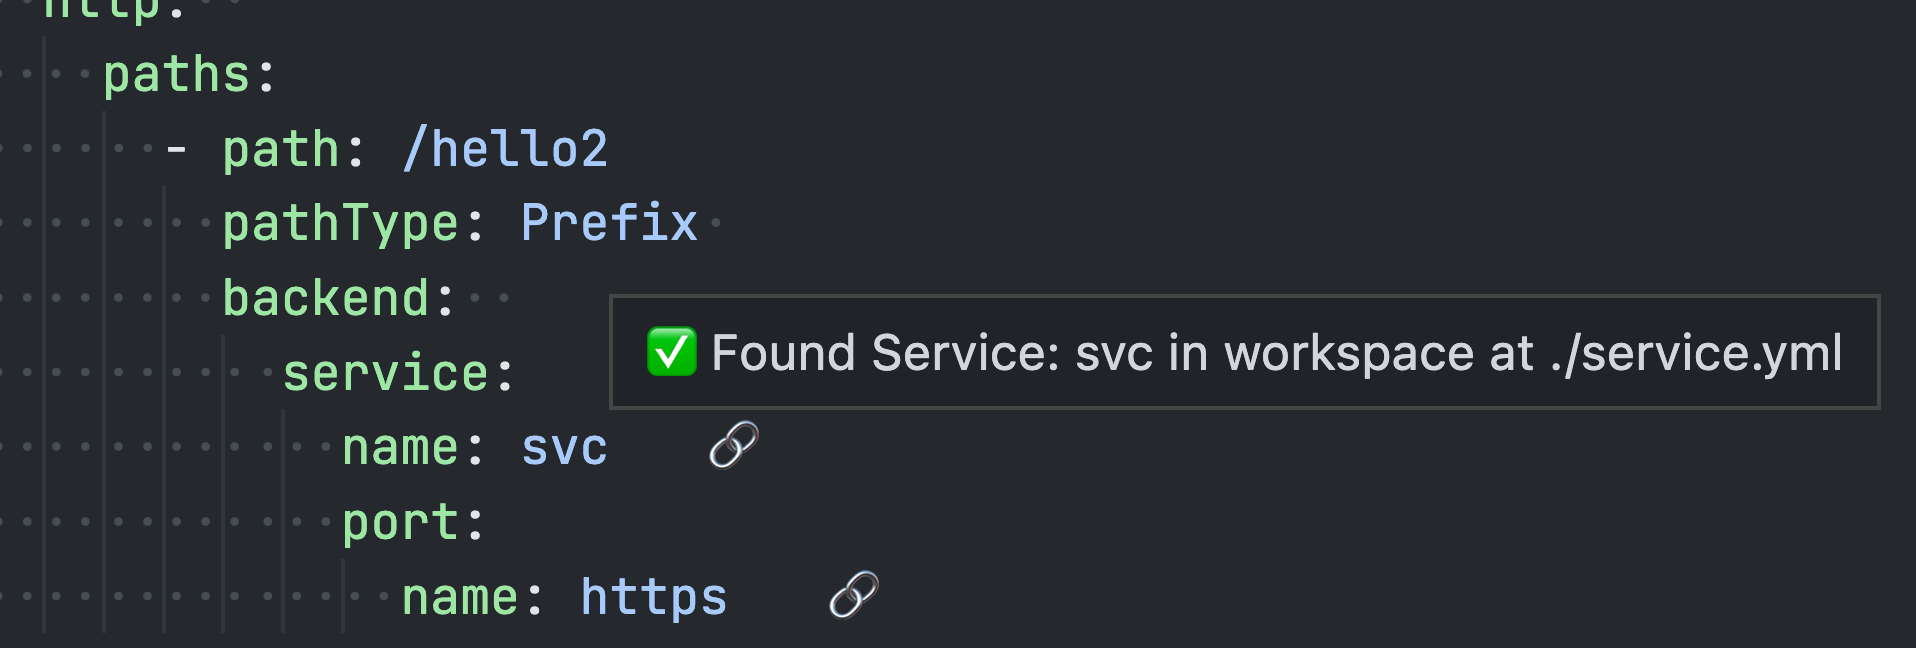 http:
paths:
- path: /hello2
pathType: Prefix
backend:
✅ Found Service: svc in workspace at ./service.yml
service:
name: svc 🔗
port:
name: https 🔗